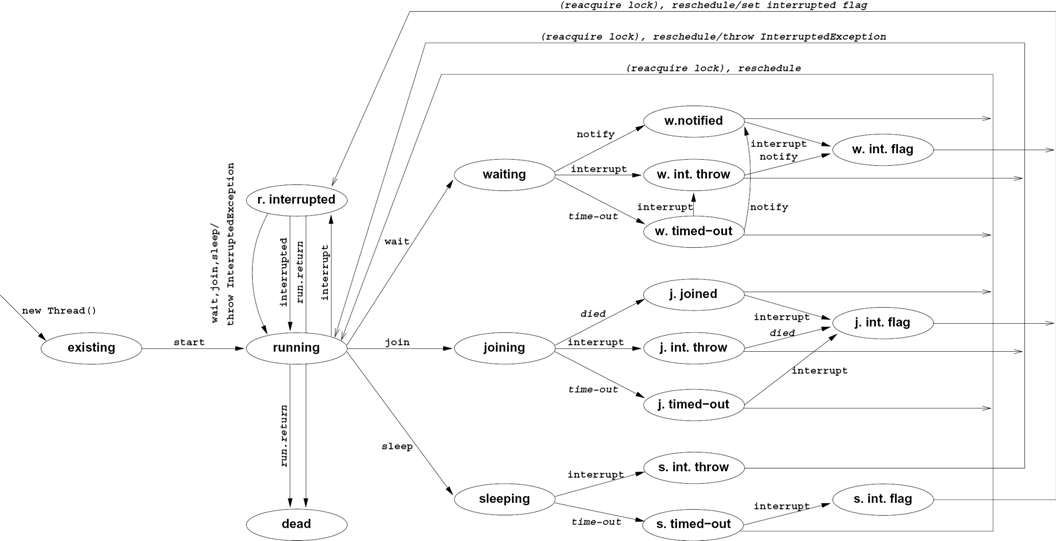 (reacquire lock), reschedule/set interrupted flag
(reacquire lock), reschedule/throw InterruptedException
(reacquire lock), reschedule
w.notified
notify
interrupt
notify
w. int. flag
waiting
interrupt
w. int. throw
wait,join,sleep/
throw InterruptedException
r. interrupted
time-out
interrupt
notify
w. timed-out
wait
interrupted
run.return
interrupt
new Thread()
j. joined
died
interrupt
died
j. int. flag
existing
start
running
join
joining
interrupt
j. int. throw
interrupt
time-out
j. timed-out
run.return
sleep
s. int. throw
interrupt
sleeping
interrupt
s. int. flag
time-out
s. timed-out
dead